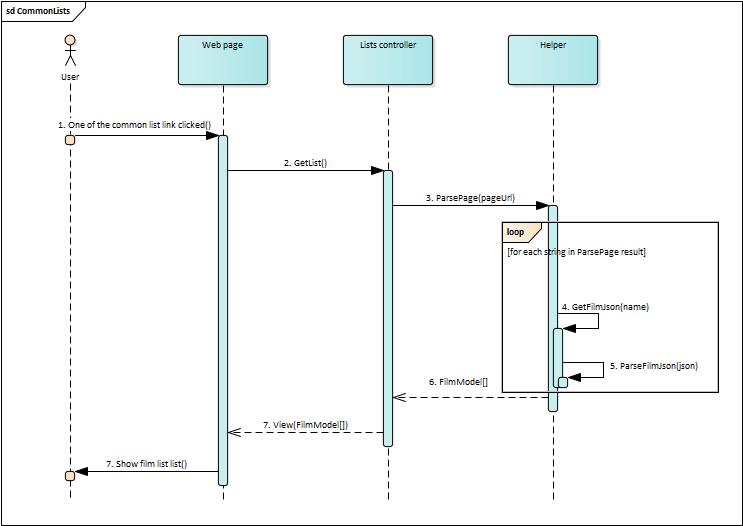 sd CommonLists
User
Web page
Lists controller
Helper
1. One of the common list link clicked()
2. GetList()
3. ParsePage(pageUrl)
loop
[for each string in ParsePage result]
4. GetFilmJson(name)
5. ParseFilmJson(json)
6. FilmModel[]
7. View(FilmModel[])
7. Show film list list()